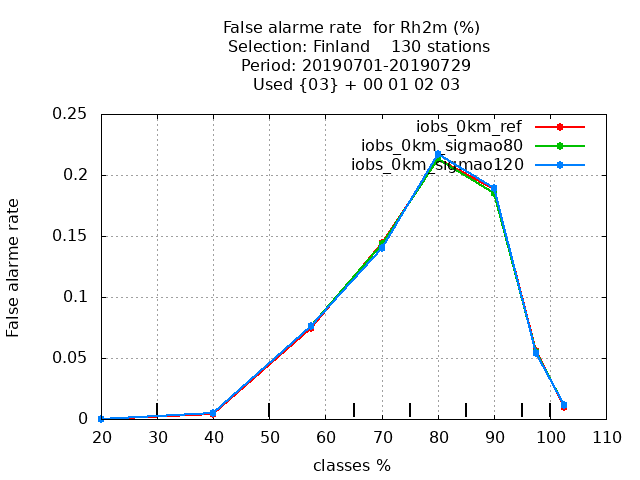 False alarme rate  for Rh2m (%)
Selection: Finland    130 stations
Period: 20190701-20190729
Used {03} + 00 01 02 03
iobs_0km_ref
iobs_0km_sigmao80
iobs_0km_sigmao120
False alarme rate
0.25
0.2
0.15
0.1
0.05
0
20 30 40 50 60 70 80 90 100 110
classes %